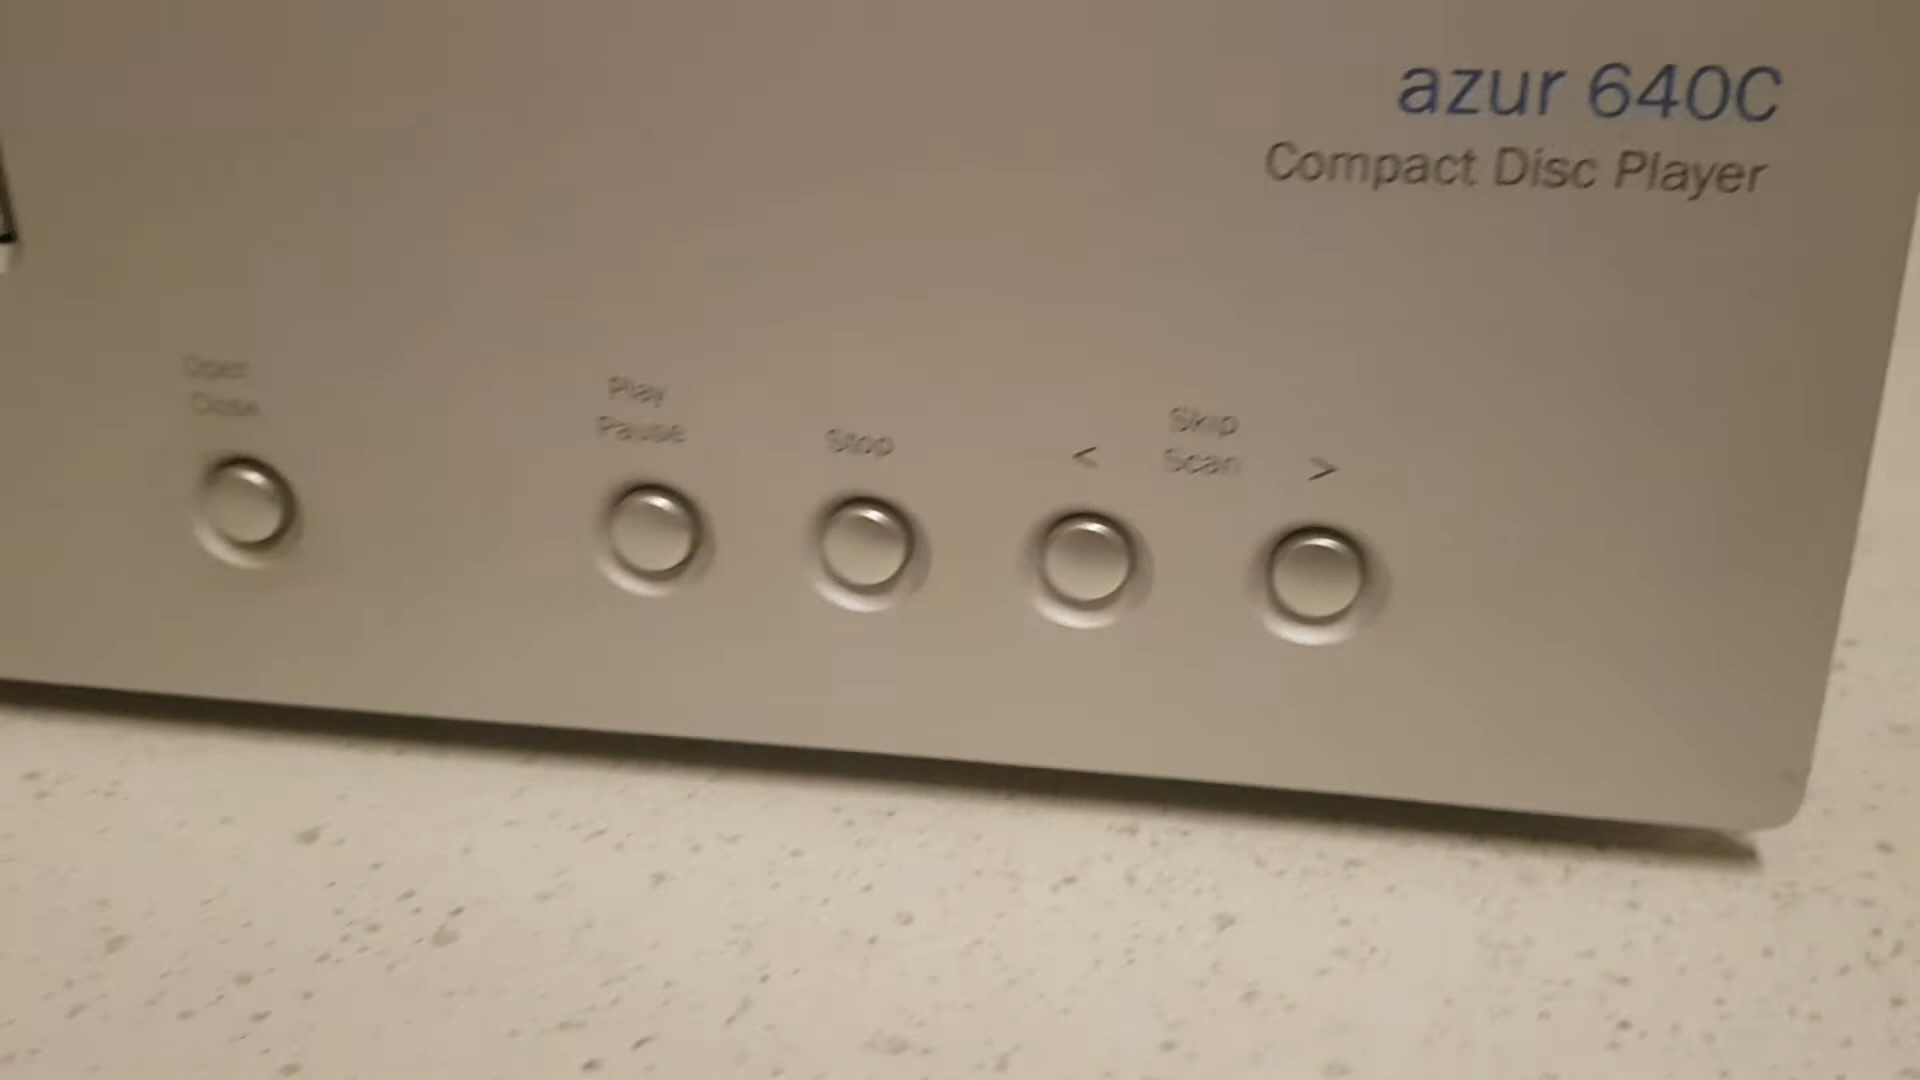 azur 640C
Compact Disc Player
Open
Close
Play
Pause
Stop
<
Skip
Scan
>